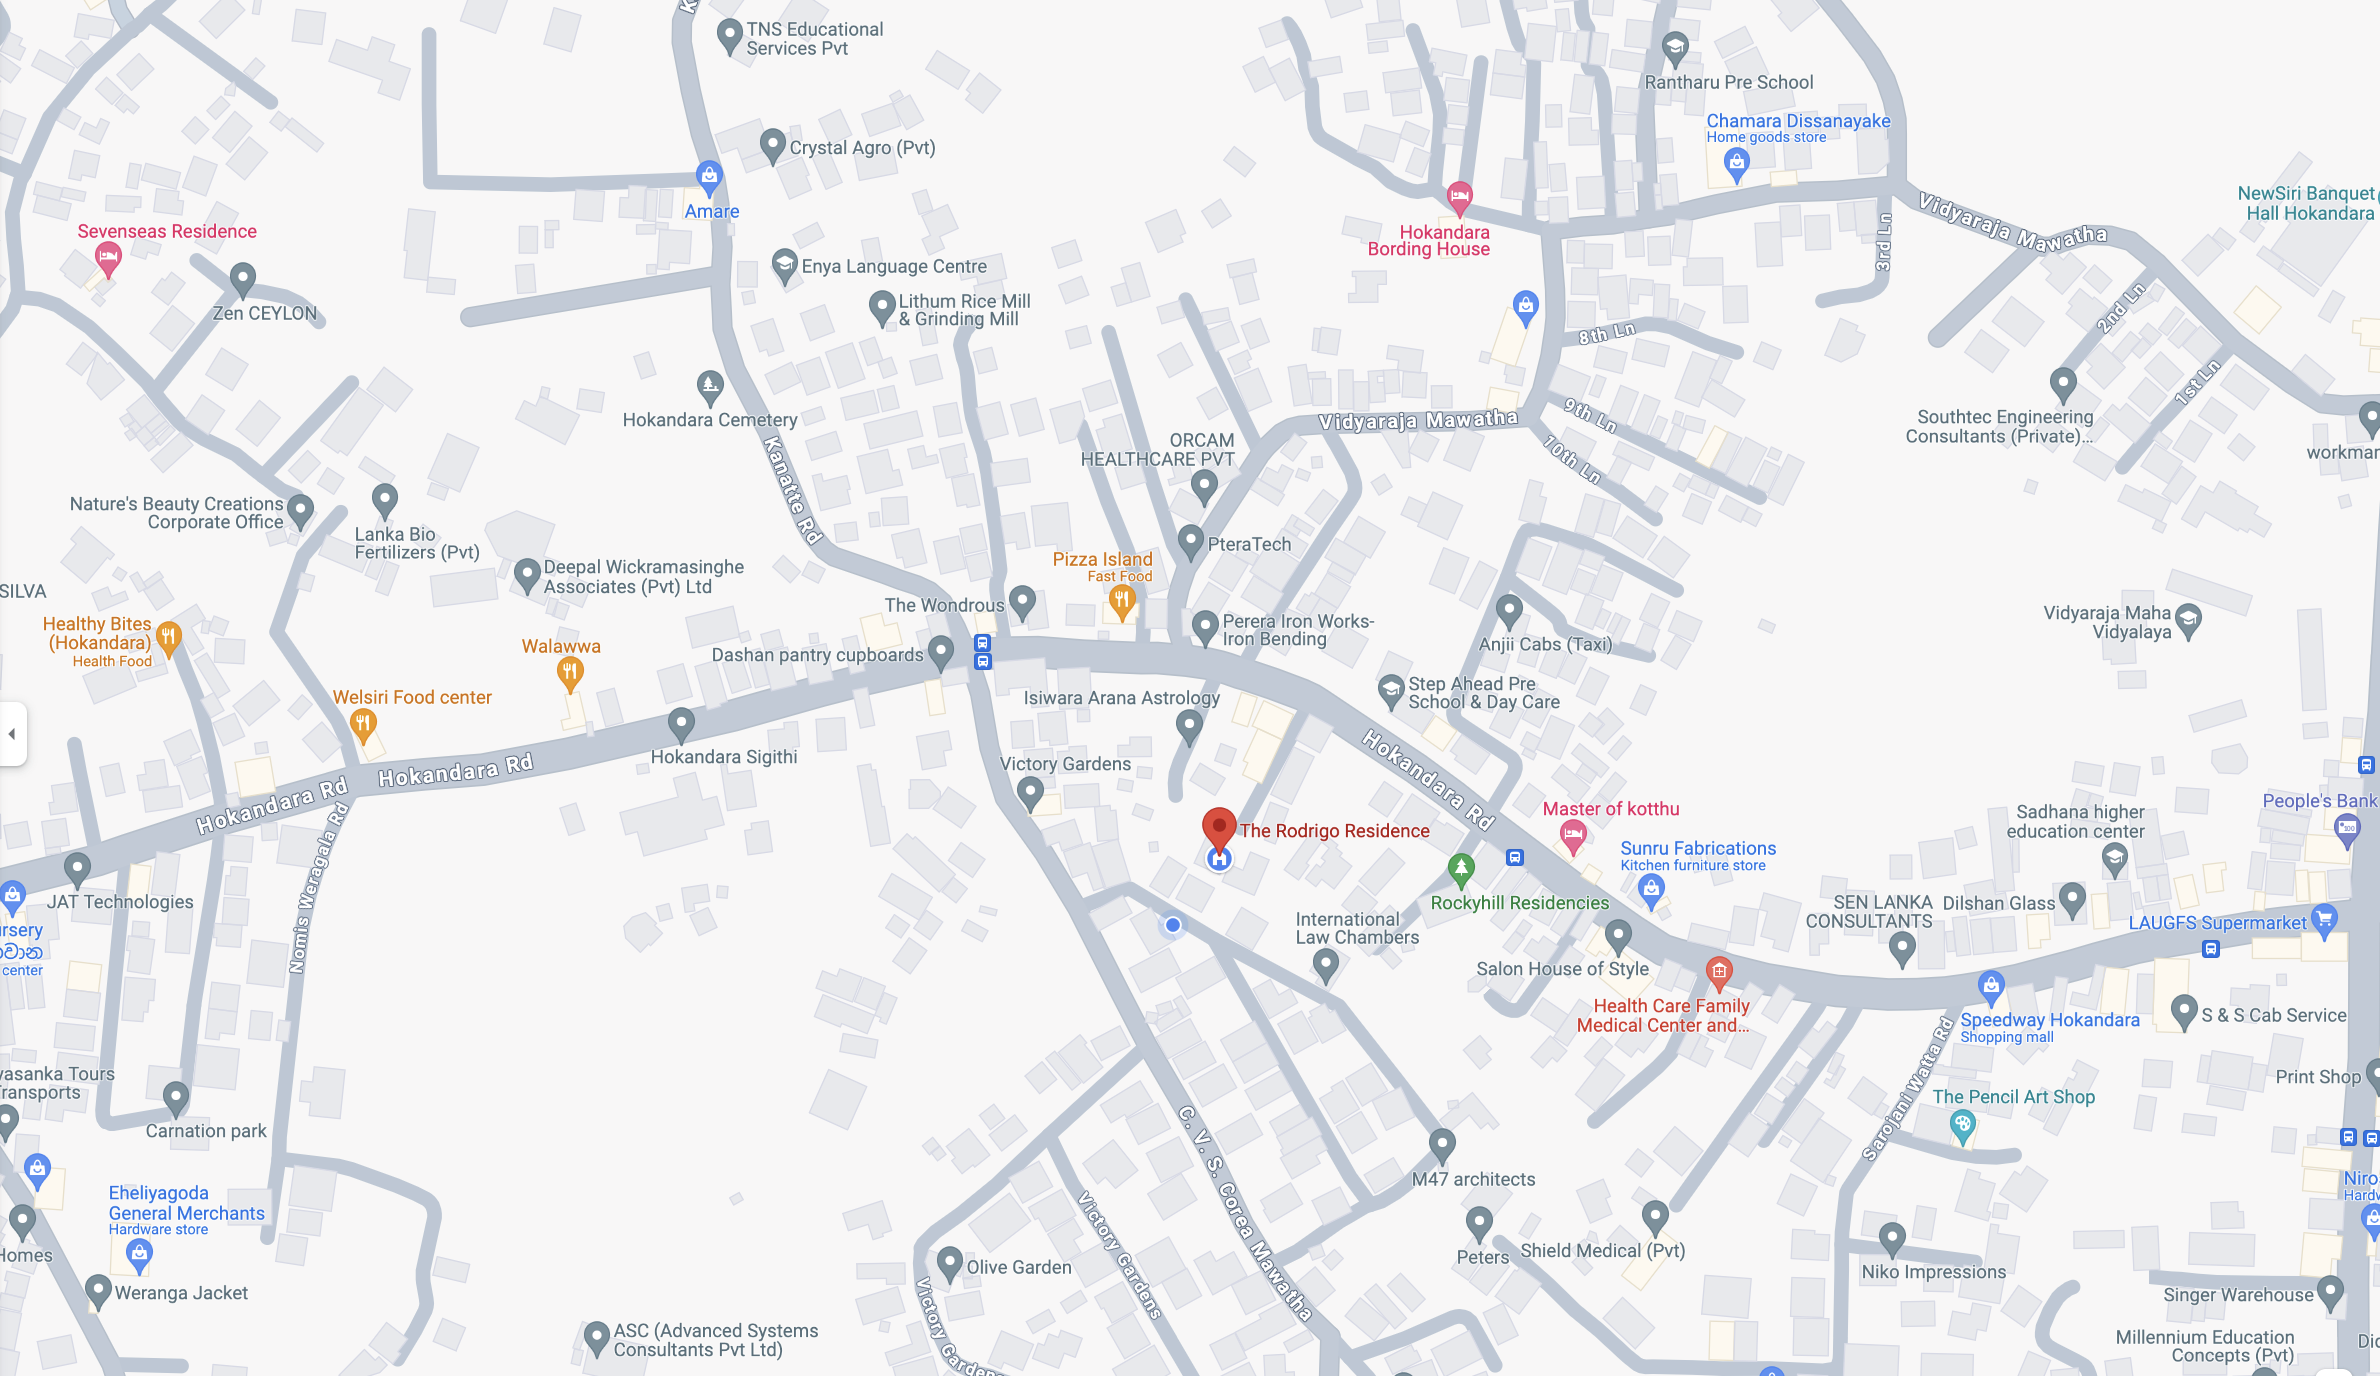 TNS Educational
Services Pvt
Rantharu Pre School
Chamara Dissanayake
Home goods store
Crystal Agro (Pvt)
Amare
NewSiri Banquet
Hall Hokandara
Vidyaraja Mawatha
3rd Ln
Sevenseas Residence
Hokandara
Bording House
Enya Language Centre
Zen CEYLON
Lithum Rice Mill
& Grinding Mill
2nd Ln
8th Ln
1st Ln
Hokandara Cemetery
Kanatte Rd
Vidyaraja Mawatha
9th Ln
10th Ln
Southtec Engineering
Consultants (Private)...
ORCAM
HEALTHCARE PVT
Nature's Beauty Creations
Corporate Office
Lanka Bio
Fertilizers (Pvt)
PteraTech
Deepal Wickramasinghe
Associates (Pvt) Ltd
Pizza Island
Fast Food
SILVA
The Wondrous
Vidyaraja Maha
Vidyalaya
Healthy Bites
(Hokandara)
Health Food
Perera Iron Works-
Iron Bending
Anjii Cabs (Taxi)
Walawwa
Dashan pantry cupboards
Welsiri Food center
Isiwara Arana Astrology
Step Ahead Pre
School & Day Care
Hokandara Sigithi
Victory Gardens
Hokandara Rd
Hokandara Rd
Hokandara Rd
Nomis Weragala Rd
The Rodrigo Residence
Master of kotthu
Sunru Fabrications
Kitchen furniture store
People's Bank
Sadhana higher
education center
JAT Technologies
Rockyhill Residencies
International
Law Chambers
SEN LANKA
CONSULTANTS
Dilshan Glass
LAUGFS Supermarket
center
Salon House of Style
Health Care Family
Medical Center and...
Speedway Hokandara
Shopping mall
S & S Cab Service
Sarojani Watta Rd
Print Shop
Tours
The Pencil Art Shop
Carnation park
C. V. S. Corea Mawatha
M47 architects
Eheliyagoda
General Merchants
Hardware store
Victory Gardens
Peters
Shield Medical (Pvt)
Niko Impressions
Homes
Weranga Jacket
Olive Garden
Victory Gardens
Singer Warehouse
ASC (Advanced Systems
Consultants Pvt Ltd)
Millennium Education
Concepts (Pvt)